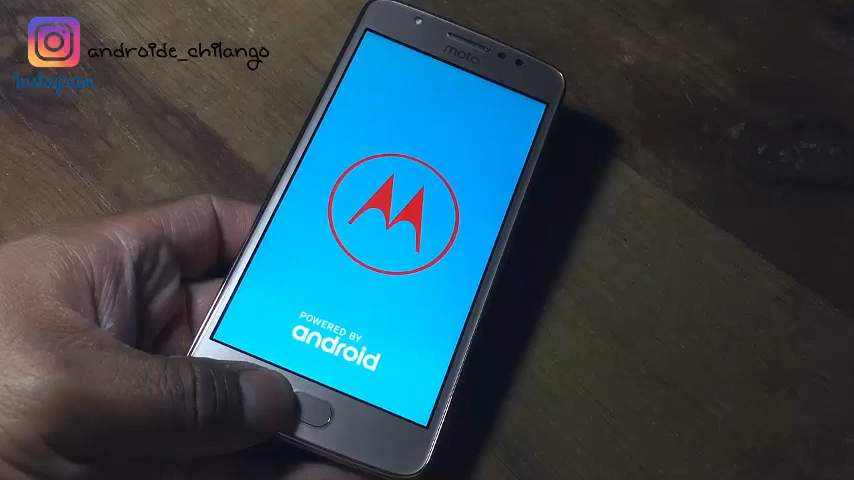 androide_chilango
Instagram
moto
POWERED BY
android